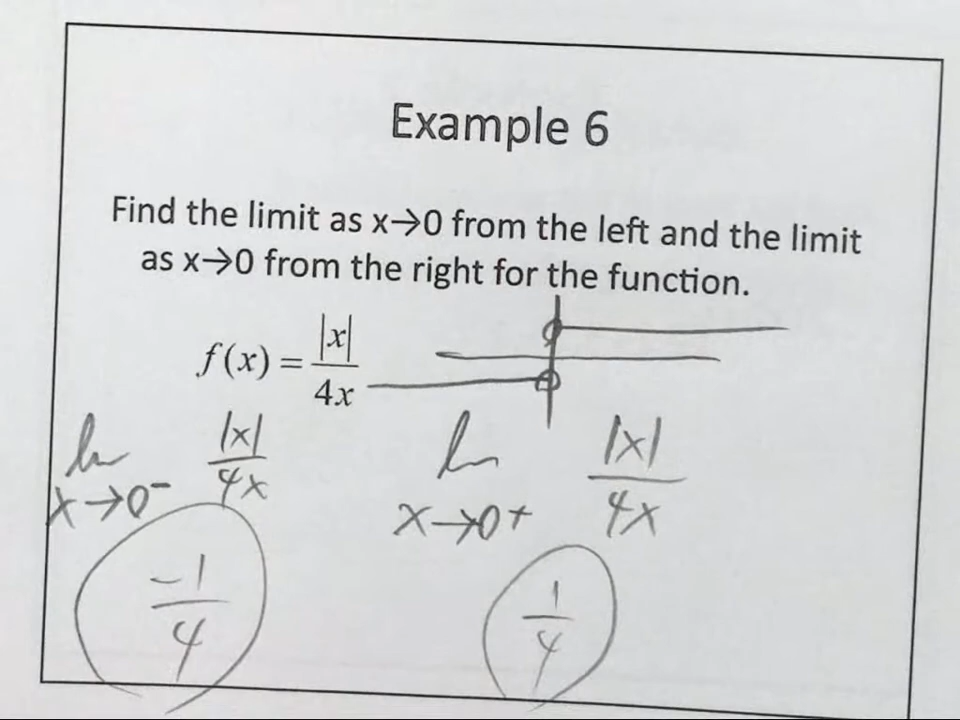 Example 6
Find the limit as x→0 from the left and the limit
as x→0 from the right for the function.
f(x) = |x| / 4x
lim x→0⁻ |x| / 4x
lim x→0⁺ |x| / 4x
-1 / 4
1 / 4